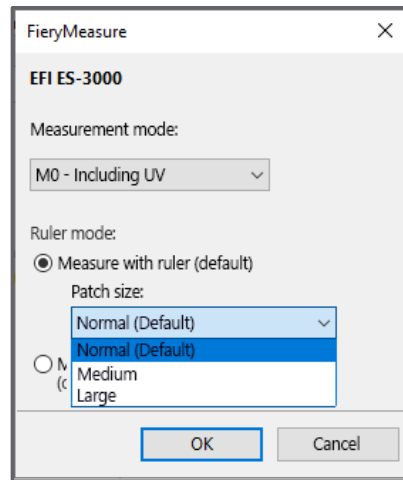 FieryMeasure
EFI ES-3000
Measurement mode:
M0 - Including UV
Ruler mode:
Measure with ruler (default)
Patch size:
Normal (Default)
Normal (Default)
Medium
Large
OK Cancel